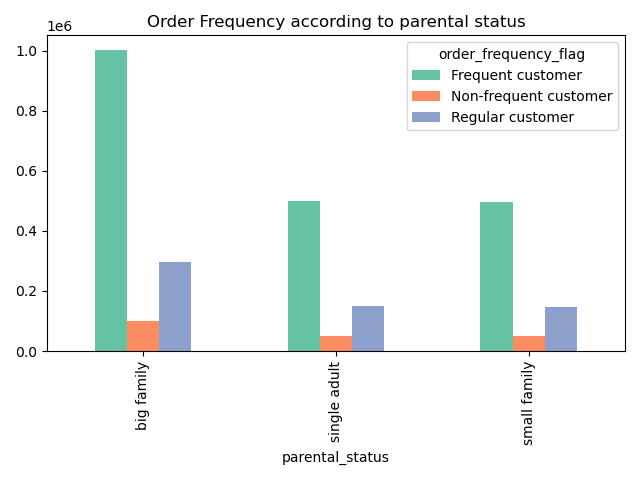 Order Frequency according to parental status
1e6
order_frequency_flag
Frequent customer
Non-frequent customer
Regular customer
1.0
0.8
0.6
0.4
0.2
0.0
big family
single adult
small family
parental_status